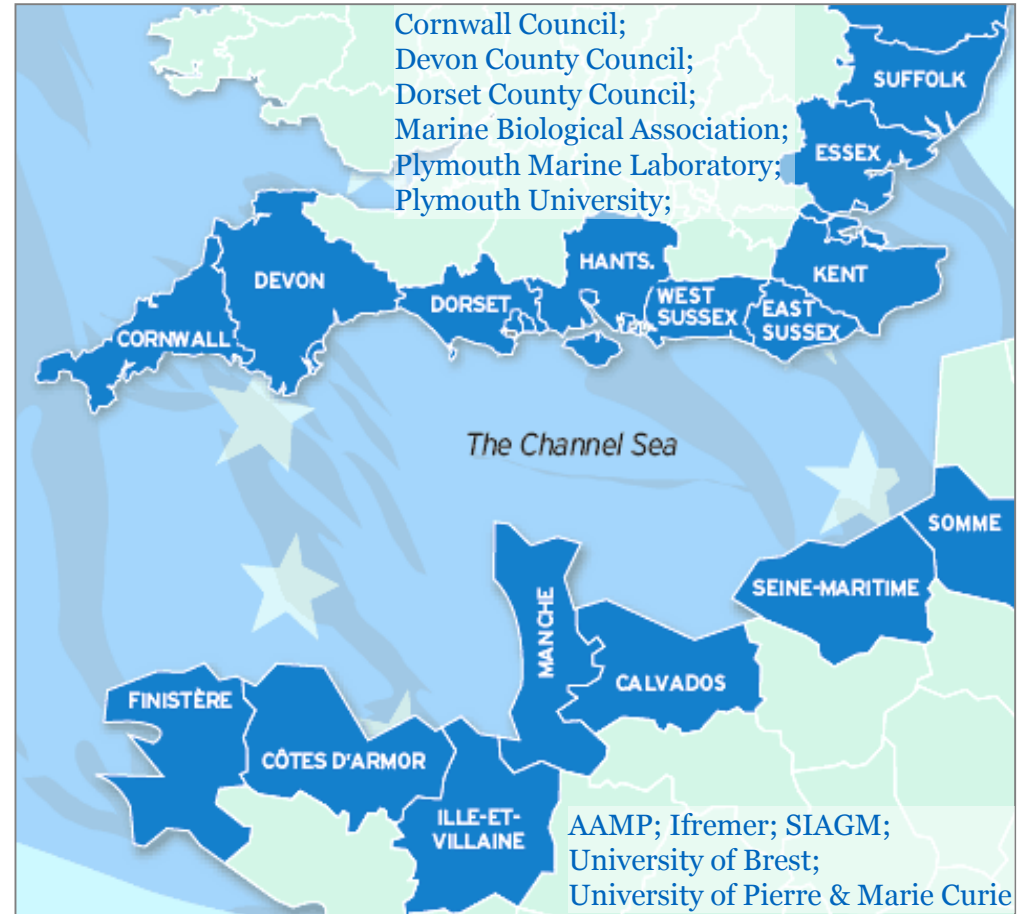 Cornwall Council;
Devon County Council;
Dorset County Council;
Marine Biological Association;
Plymouth Marine Laboratory;
Plymouth University;
SUFFOLK
ESSEX
HANTS.
KENT
DEVON
DORSET
WEST
SUSSEX
EAST
SUSSEX
CORNWALL
The Channel Sea
SOMME
SEINE-MARITIME
MANCHE
CALVADOS
FINISTÈRE
CÔTES D'ARMOR
ILLE-ET-
VILLAINE
AAMP; Ifremer; SIAGM;
University of Brest;
University of Pierre & Marie Curie